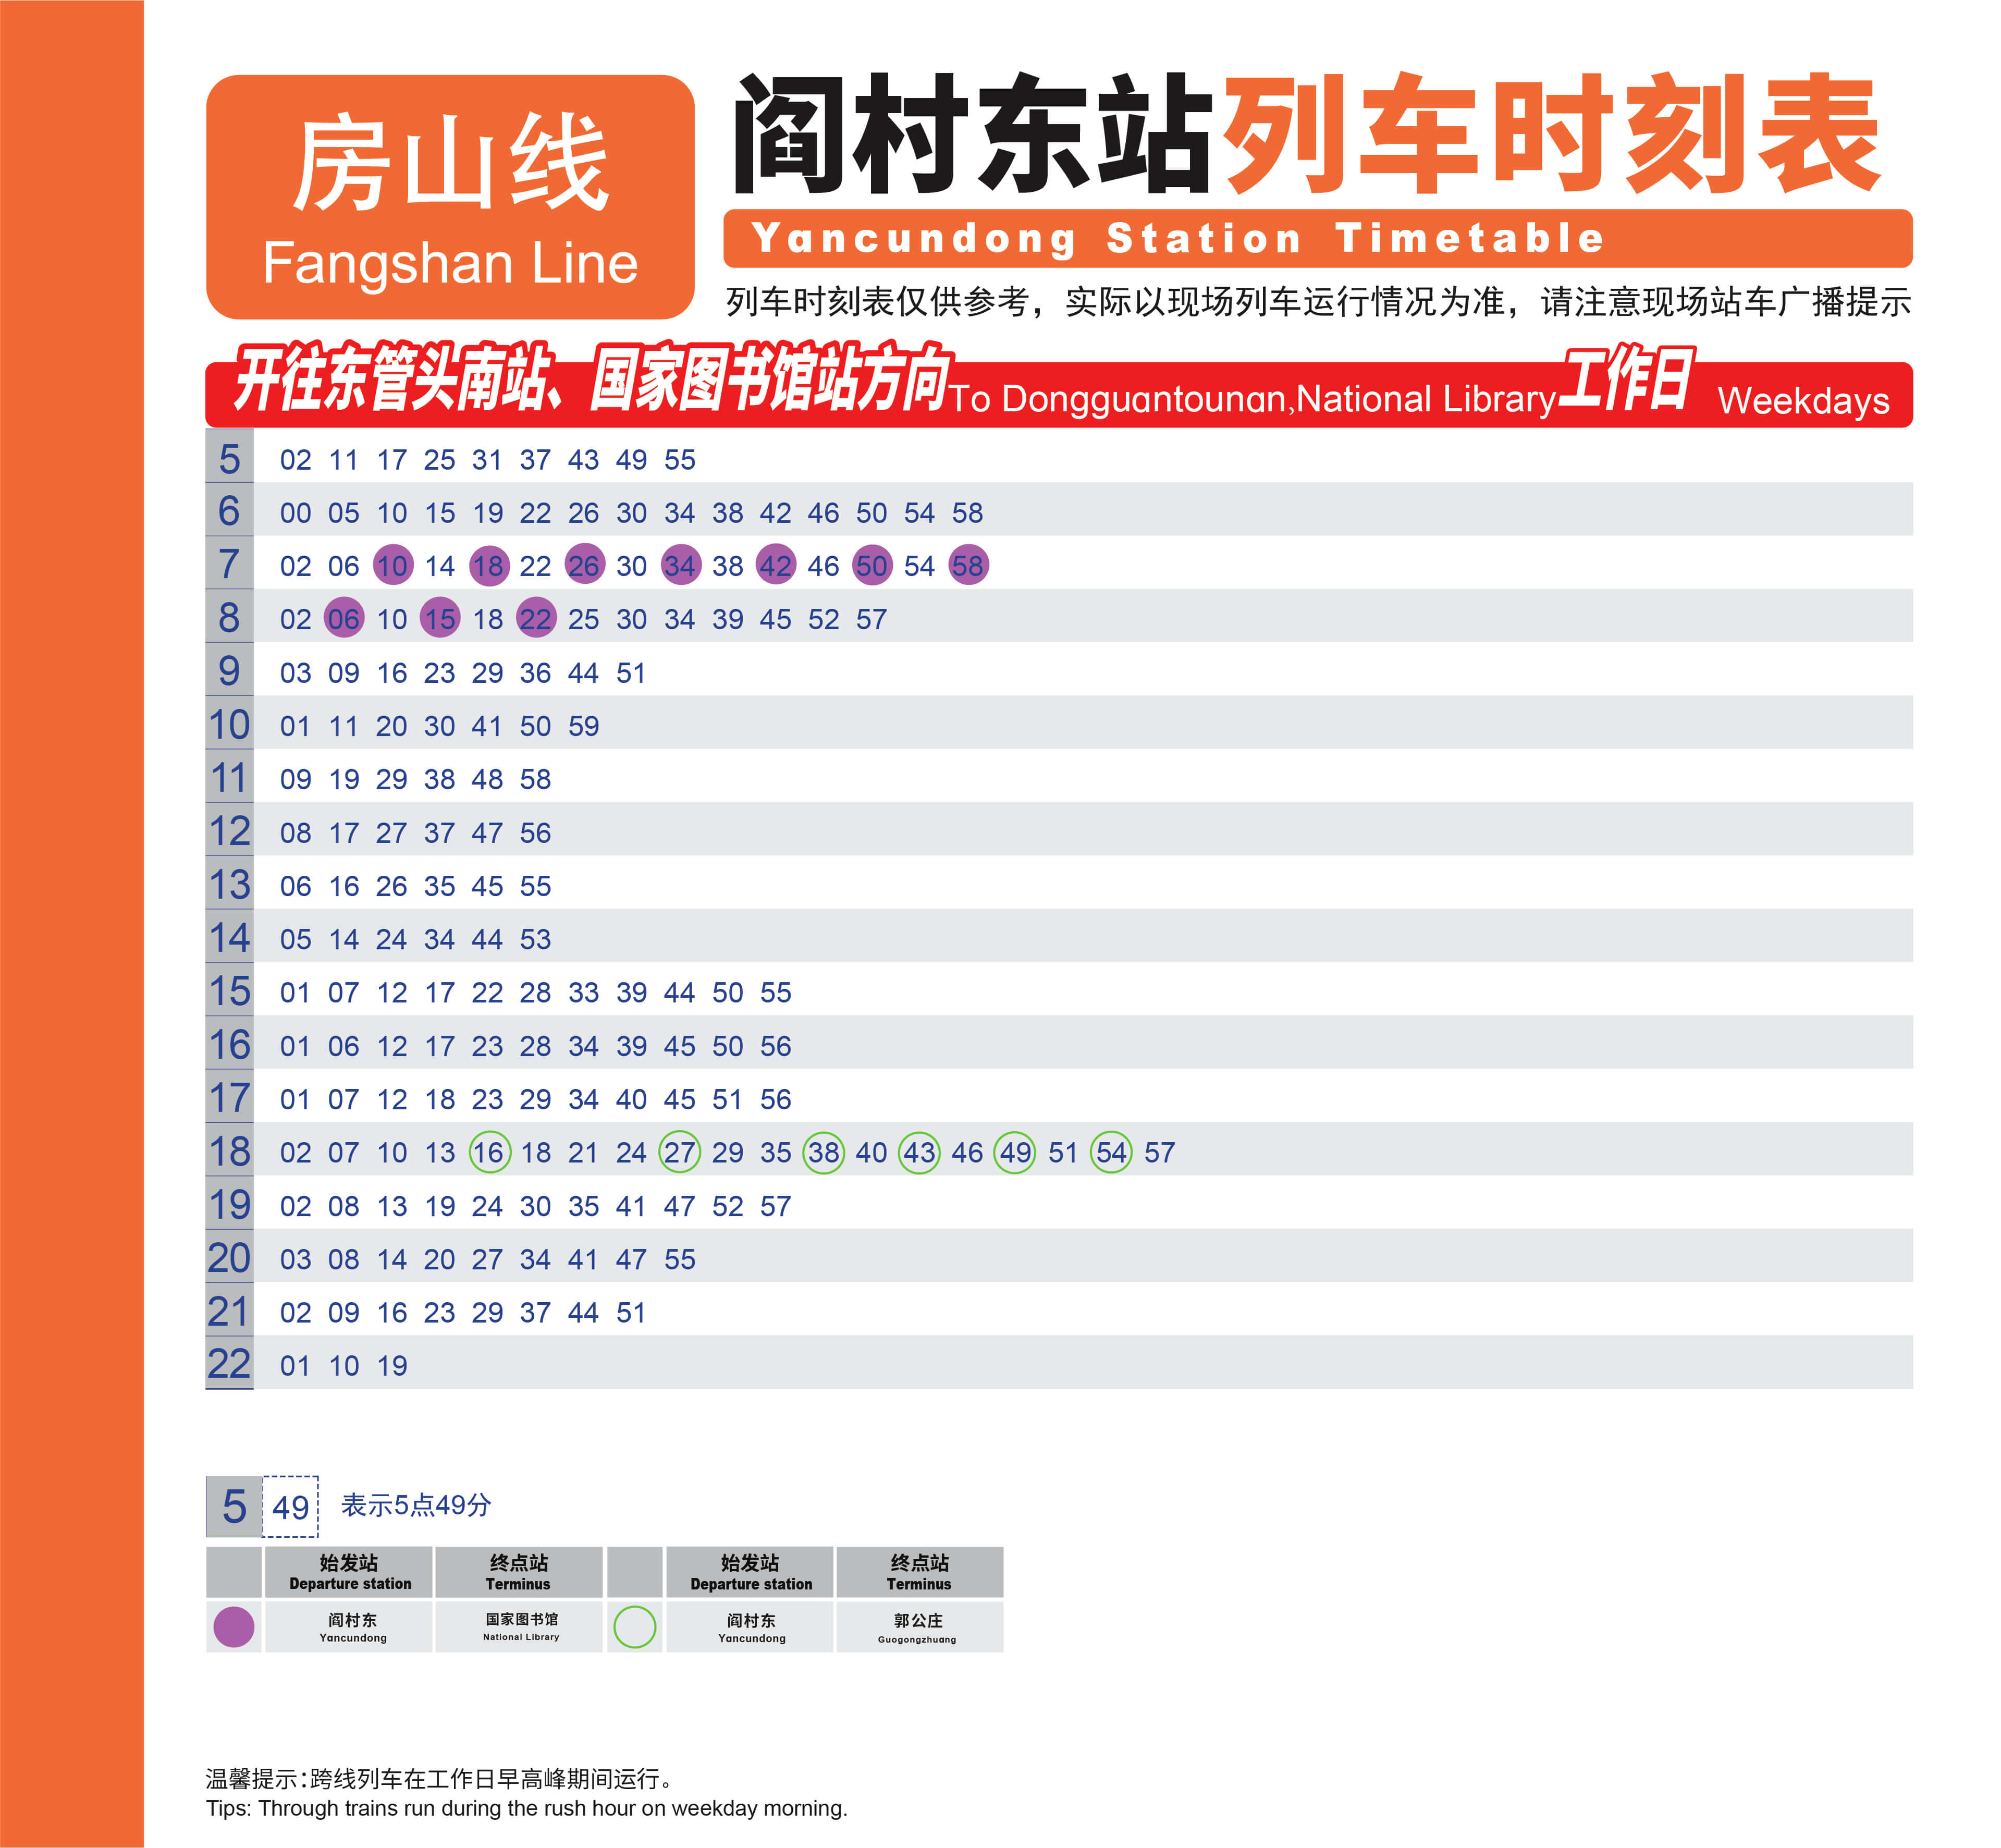 房山线
Fangshan Line
阎村东站列车时刻表
Yancundong Station Timetable
列车时刻表仅供参考，实际以现场列车运行情况为准，请注意现场站车广播提示
开往东管头南站、国家图书馆站方向To Dongguantounan,National Library工作日 Weekdays
5 02 11 17 25 31 37 43 49 55
6 00 05 10 15 19 22 26 30 34 38 42 46 50 54 58
7 02 06 10 14 18 22 26 30 34 38 42 46 50 54 58
8 02 06 10 15 18 22 25 30 34 39 45 52 57
9 03 09 16 23 29 36 44 51
10 01 11 20 30 41 50 59
11 09 19 29 38 48 58
12 08 17 27 37 47 56
13 06 16 26 35 45 55
14 05 14 24 34 44 53
15 01 07 12 17 22 28 33 39 44 50 55
16 01 06 12 17 23 28 34 39 45 50 56
17 01 07 12 18 23 29 34 40 45 51 56
18 02 07 10 13 16 18 21 24 27 29 35 38 40 43 46 49 51 54 57
19 02 08 13 19 24 30 35 41 47 52 57
20 03 08 14 20 27 34 41 47 55
21 02 09 16 23 29 37 44 51
22 01 10 19
5 49 表示5点49分
始发站 终点站 始发站 终点站
Departure station Terminus Departure station Terminus
阎村东 国家图书馆 阎村东 郭公庄
Yancundong National Library Yancundong Guogongzhuang
温馨提示：跨线列车在工作日早高峰期间运行。
Tips: Through trains run during the rush hour on weekday morning.